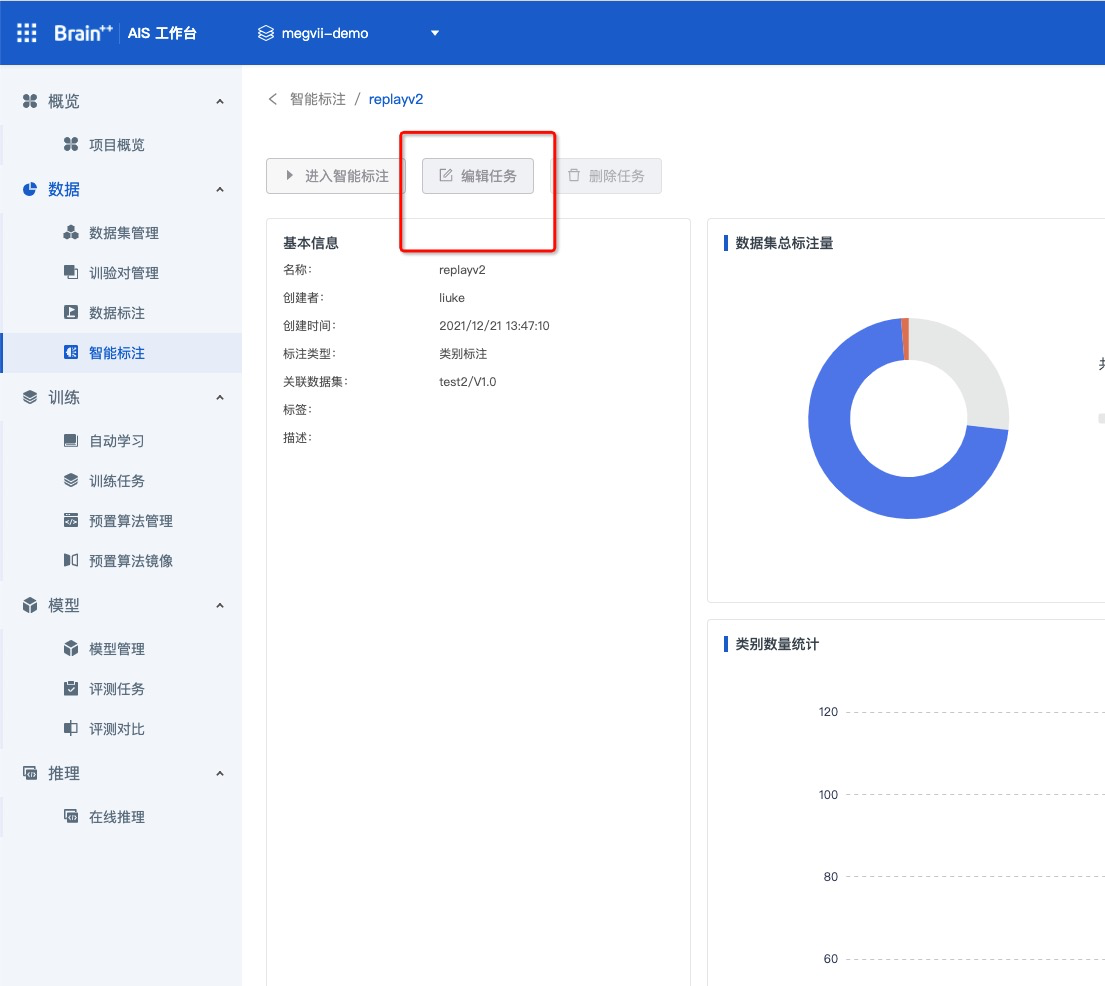 Brain++ AIS 工作台 megvii-demo
概览
项目概览
数据
数据集管理
训验对管理
数据标注
智能标注
训练
自动学习
训练任务
预置算法管理
预置算法镜像
模型
模型管理
评测任务
评测对比
推理
在线推理
智能标注 / replayv2
进入智能标注 编辑任务 删除任务
基本信息
名称: replayv2
创建者: liuke
创建时间: 2021/12/21 13:47:10
标注类型: 类别标注
关联数据集: test2/V1.0
标签:
描述:
数据集总标注量
类别数量统计
120
100
80
60